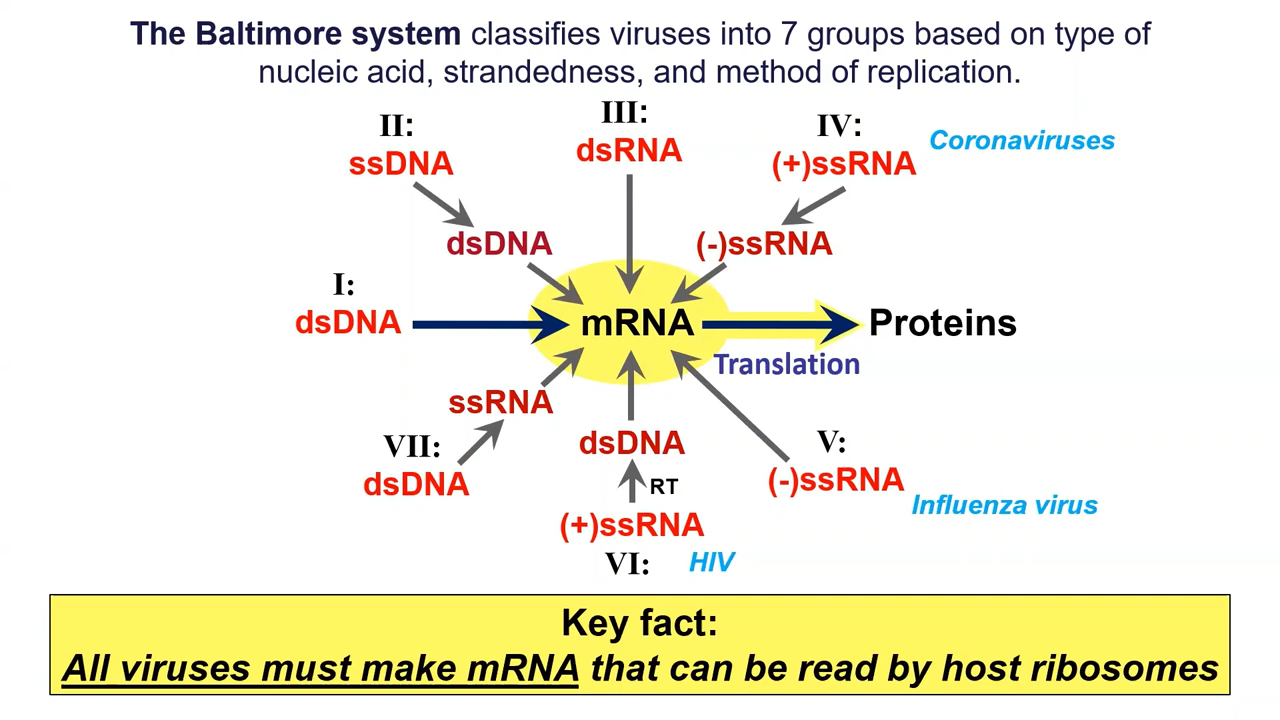 The Baltimore system classifies viruses into 7 groups based on type of
nucleic acid, strandedness, and method of replication.
II:
ssDNA
III:
dsRNA
IV:
(+)ssRNA
Coronaviruses
dsDNA
(-)ssRNA
I:
dsDNA
mRNA
Proteins
Translation
ssRNA
VII:
dsDNA
dsDNA
RT
(+)ssRNA
VI:
HIV
V:
(-)ssRNA
Influenza virus
Key fact:
All viruses must make mRNA that can be read by host ribosomes